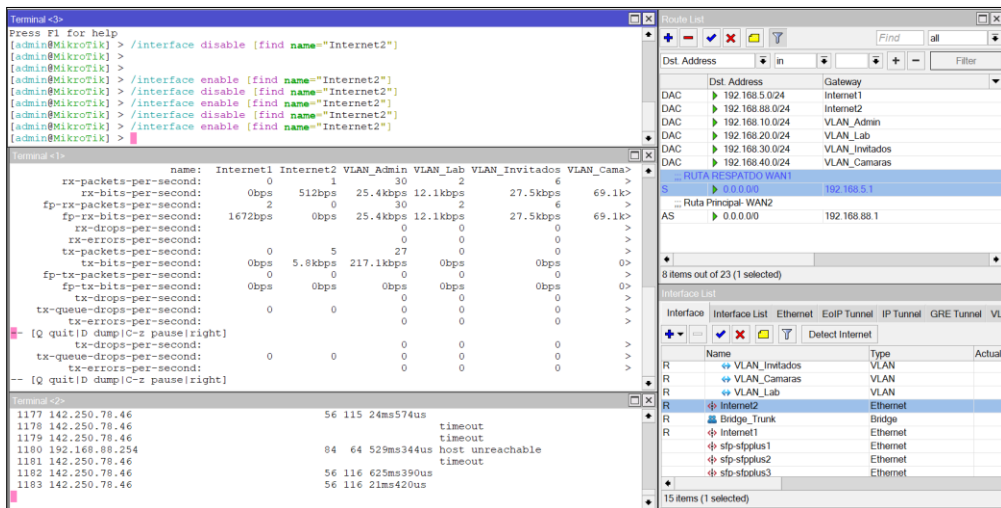 Terminal <3>
Press F1 for help
[admin@MikroTik] > /interface disable [find name="Internet2"]
[admin@MikroTik] >
[admin@MikroTik] >
[admin@MikroTik] > /interface enable [find name="Internet2"]
[admin@MikroTik] > /interface disable [find name="Internet2"]
[admin@MikroTik] > /interface enable [find name="Internet2"]
[admin@MikroTik] > /interface disable [find name="Internet2"]
[admin@MikroTik] > /interface enable [find name="Internet2"]
[admin@MikroTik] >
Terminal <1>
name: Internet1 Internet2 VLAN_Admin VLAN_Lab VLAN_Invitados VLAN_Cama>
rx-packets-per-second: 0 1 30 2 6 >
rx-bits-per-second: 0bps 512bps 25.4kbps 12.1kbps 27.5kbps 69.1k>
fp-rx-packets-per-second: 2 0 30 2 6 >
fp-rx-bits-per-second: 1672bps 0bps 25.4kbps 12.1kbps 27.5kbps 69.1k>
rx-drops-per-second: 0 0 0 >
rx-errors-per-second: 0 0 0 >
tx-packets-per-second: 0 5 27 0 0 >
tx-bits-per-second: 0bps 5.8kbps 217.1kbps 0bps 0bps 0>
fp-tx-packets-per-second: 0 0 0 0 0 >
fp-tx-bits-per-second: 0bps 0bps 0bps 0bps 0bps 0>
tx-drops-per-second: 0 0 0 >
tx-queue-drops-per-second: 0 0 0 0 0 >
tx-errors-per-second: 0 0 0 >
-- [Q quit|D dump|C-z pause|right]
tx-drops-per-second: 0 0 0 >
tx-queue-drops-per-second: 0 0 0 0 0 >
tx-errors-per-second: 0 0 0 >
-- [Q quit|D dump|C-z pause|right]
Terminal <2>
1177 142.250.78.46 56 115 24ms574us
1178 142.250.78.46 timeout
1179 142.250.78.46 timeout
1180 192.168.88.254 84 64 529ms344us host unreachable
1181 142.250.78.46 timeout
1182 142.250.78.46 56 116 625ms390us
1183 142.250.78.46 56 116 21ms420us
Route List
Find all
Dst. Address in + − Filter
Dst. Address Gateway
DAC 192.168.5.0/24 Internet1
DAC 192.168.88.0/24 Internet2
DAC 192.168.10.0/24 VLAN_Admin
DAC 192.168.20.0/24 VLAN_Lab
DAC 192.168.30.0/24 VLAN_Invitados
DAC 192.168.40.0/24 VLAN_Camaras
;;; RUTA RESPATDO WAN1
S 0.0.0.0/0 192.168.5.1
;;; Ruta Principal- WAN2
AS 0.0.0.0/0 192.168.88.1
8 items out of 23 (1 selected)
Interface List
Interface Interface List Ethernet EoIP Tunnel IP Tunnel GRE Tunnel VL
Detect Internet
Name Type Actual
R VLAN_Invitados VLAN
R VLAN_Camaras VLAN
R VLAN_Lab VLAN
R Internet2 Ethernet
R Bridge_Trunk Bridge
R Internet1 Ethernet
sfp-sfpplus1 Ethernet
sfp-sfpplus2 Ethernet
sfp-sfpplus3 Ethernet
15 items (1 selected)